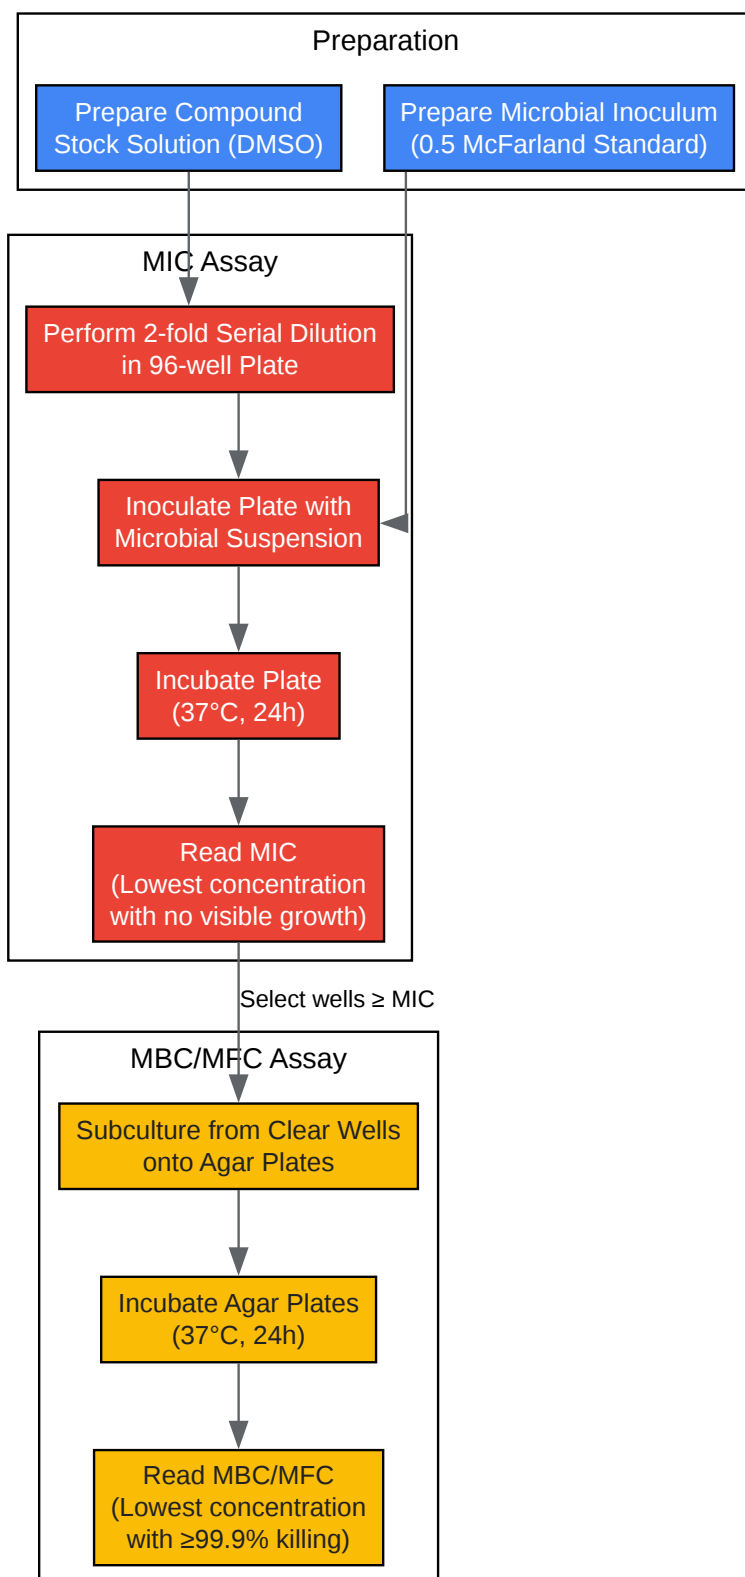 Preparation
Prepare Compound
Stock Solution (DMSO)
Prepare Microbial Inoculum
(0.5 McFarland Standard)
MIC Assay
Perform 2-fold Serial Dilution
in 96-well Plate
Inoculate Plate with
Microbial Suspension
Incubate Plate
(37°C, 24h)
Read MIC
(Lowest concentration
with no visible growth)
Select wells ≥ MIC
MBC/MFC Assay
Subculture from Clear Wells
onto Agar Plates
Incubate Agar Plates
(37°C, 24h)
Read MBC/MFC
(Lowest concentration
with ≥99.9% killing)